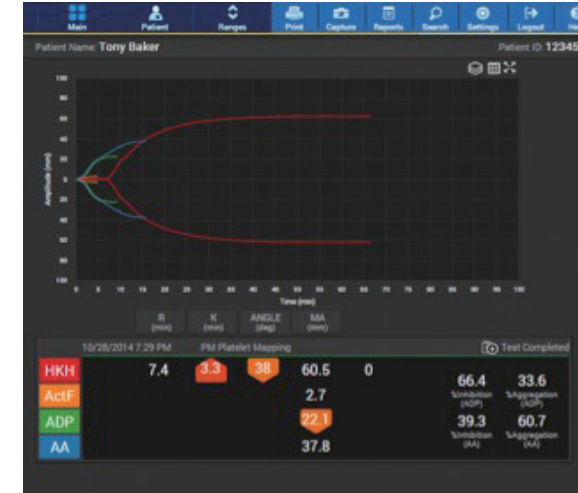 Main Patient Ranges Print Capture Reports Search Settings Logout
Patient Name: Tony Baker Patient ID: 12345
100
80
60
40
20
0
20
40
60
80
100
Amplitude (mm)
0 5 10 15 20 25 30 35 40 45 50 55 60 65 70 75 80 85 90 95 100
Time (min)
R K ANGLE MA
(min) (min) (deg) (mm)
10/28/2014 7:29 PM PM Platelet Mapping Test Completed
HKH 7.4 3.3 38 60.5 0
ActF 2.7
66.4 33.6
%Inhibition %Aggregation
(ADP) (ADP)
ADP 22.1
39.3 60.7
%Inhibition %Aggregation
(AA) (AA)
AA 37.8